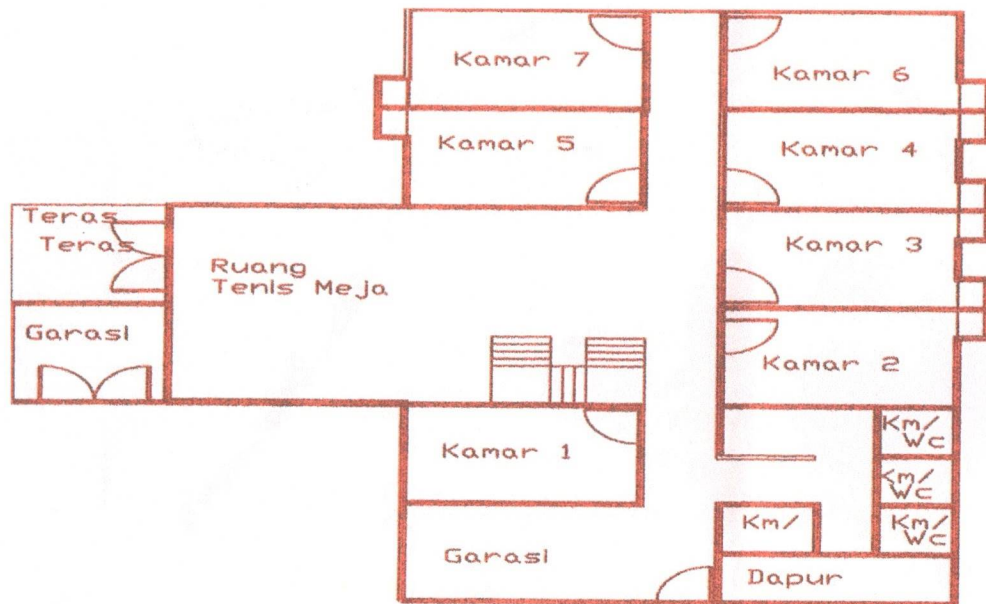 Kamar 7
Kamar 6
Kamar 5
Kamar 4
Teras
Teras
Kamar 3
Ruang
Tenis Meja
Garasi
Kamar 2
Km/
Wc
Kamar 1
Km/
Wc
Km/
Km/
Wc
Garasi
Dapur